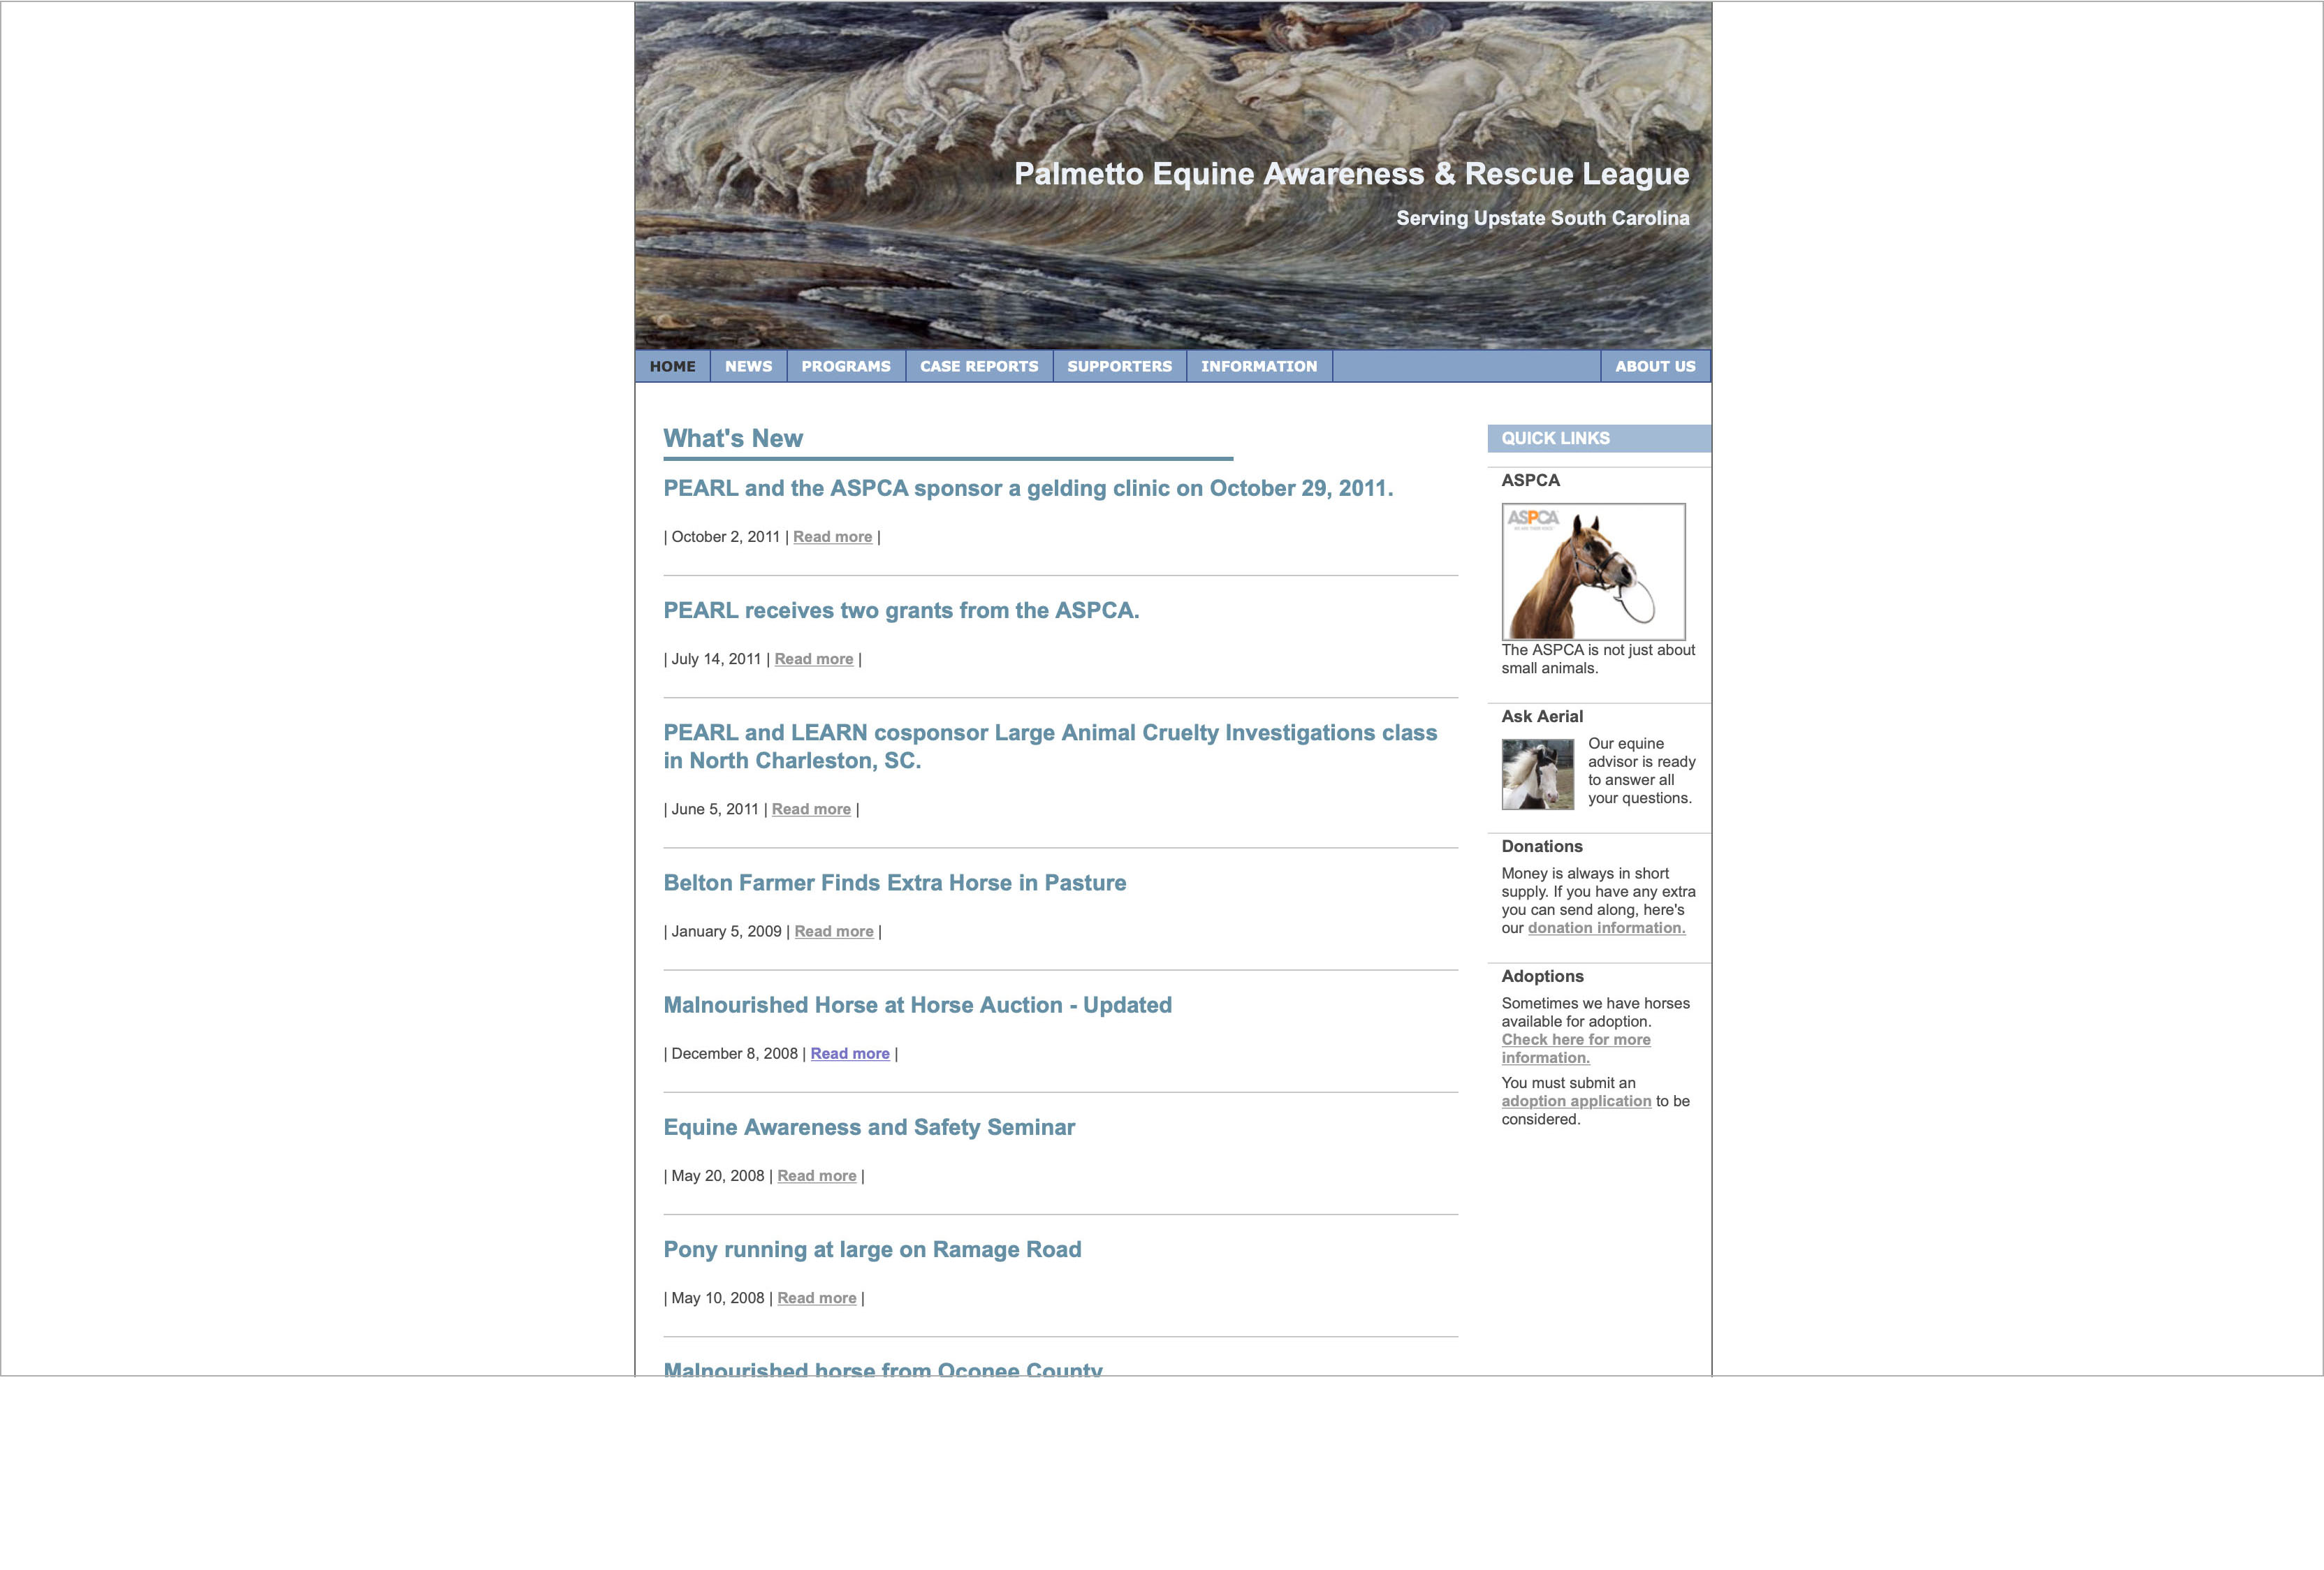 Palmetto Equine Awareness & Rescue League
Serving Upstate South Carolina
HOME NEWS PROGRAMS CASE REPORTS SUPPORTERS INFORMATION ABOUT US
What's New
PEARL and the ASPCA sponsor a gelding clinic on October 29, 2011.
| October 2, 2011 | Read more |
PEARL receives two grants from the ASPCA.
| July 14, 2011 | Read more |
PEARL and LEARN cosponsor Large Animal Cruelty Investigations class
in North Charleston, SC.
| June 5, 2011 | Read more |
Belton Farmer Finds Extra Horse in Pasture
| January 5, 2009 | Read more |
Malnourished Horse at Horse Auction - Updated
| December 8, 2008 | Read more |
Equine Awareness and Safety Seminar
| May 20, 2008 | Read more |
Pony running at large on Ramage Road
| May 10, 2008 | Read more |
Malnourished horse from Oconee County
QUICK LINKS
ASPCA
ASPCA
The ASPCA is not just about
small animals.
Ask Aerial
Our equine
advisor is ready
to answer all
your questions.
Donations
Money is always in short
supply. If you have any extra
you can send along, here's
our donation information.
Adoptions
Sometimes we have horses
available for adoption.
Check here for more
information.
You must submit an
adoption application to be
considered.